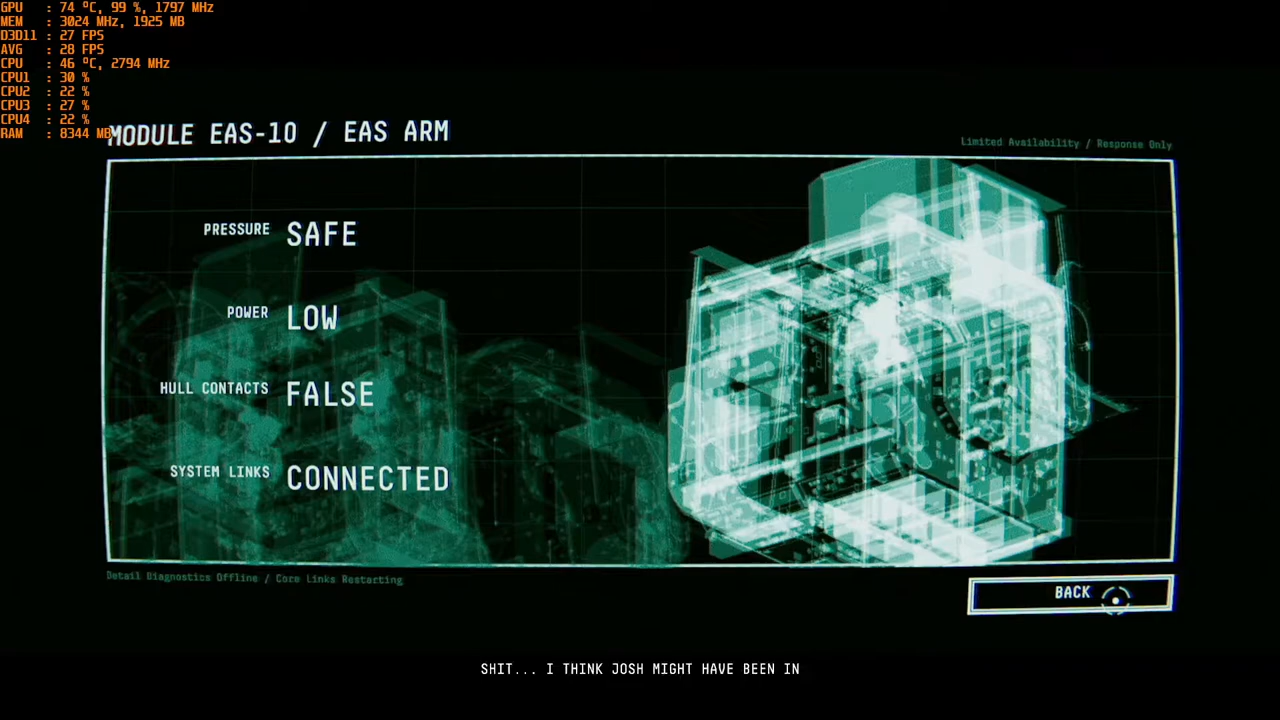 GPU : 74 ºC, 99 %, 1797 MHz
MEM : 3024 MHz, 1925 MB
D3D11 : 27 FPS
AVG : 28 FPS
CPU : 46 ºC, 2794 MHz
CPU1 : 30 %
CPU2 : 22 %
CPU3 : 27 %
CPU4 : 22 %
RAM : 8344 MB
MODULE EAS-10 / EAS ARM
Limited Availability / Response Only
PRESSURE SAFE
POWER LOW
HULL CONTACTS FALSE
SYSTEM LINKS CONNECTED
Detail Diagnostics Offline / Core Links Restarting
BACK
SHIT... I THINK JOSH MIGHT HAVE BEEN IN